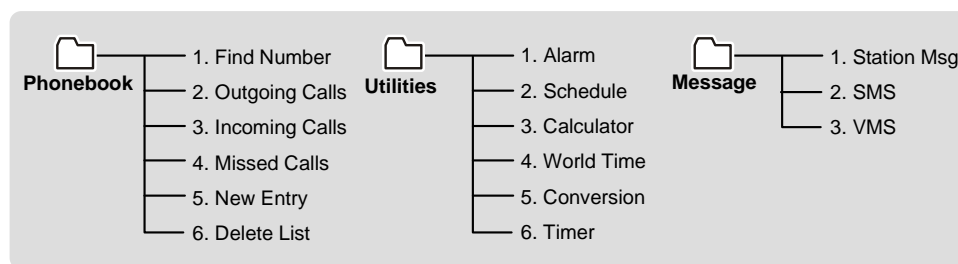 Phonebook
1. Find Number
2. Outgoing Calls
3. Incoming Calls
4. Missed Calls
5. New Entry
6. Delete List
Utilities
1. Alarm
2. Schedule
3. Calculator
4. World Time
5. Conversion
6. Timer
Message
1. Station Msg
2. SMS
3. VMS